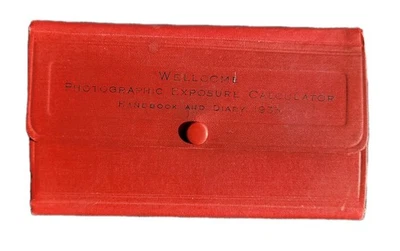 WELLCOME
PHOTOGRAPHIC EXPOSURE CALCULATOR
HANDBOOK AND DIARY